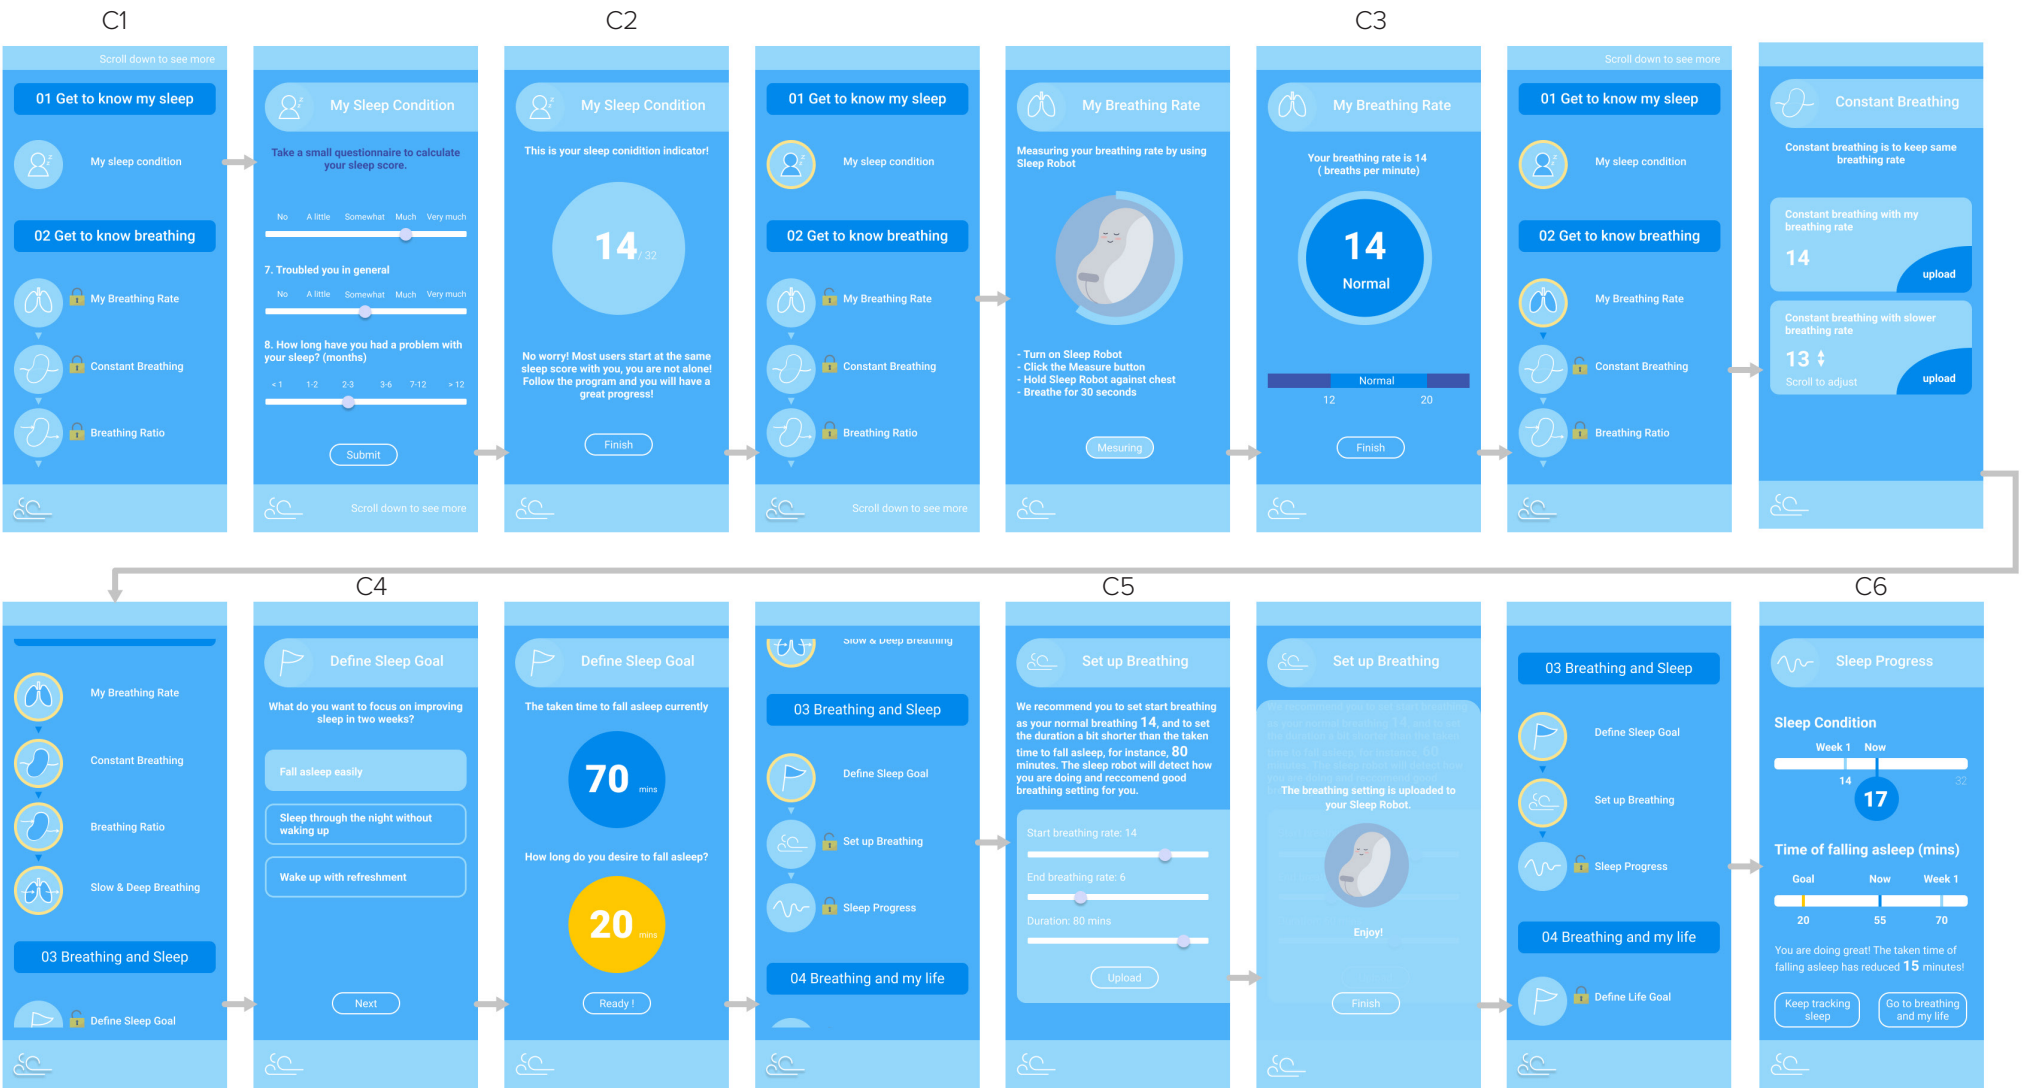 C1
C2
C3
Scroll down to see more
01 Get to know my sleep
My sleep condition
02 Get to know breathing
My Breathing Rate
Constant Breathing
Breathing Ratio
My Sleep Condition
Take a small questionnaire to calculate
your sleep score.
No A little Somewhat Much Very much
7. Troubled you in general
No A little Somewhat Much Very much
8. How long have you had a problem with
your sleep? (months)
< 1 1-2 2-3 3-6 7-12 > 12
Submit
Scroll down to see more
My Sleep Condition
This is your sleep conidition indicator!
14 / 32
No worry! Most users start at the same
sleep score with you, you are not alone!
Follow the program and you will have a
great progress!
Finish
01 Get to know my sleep
My sleep condition
02 Get to know breathing
My Breathing Rate
Constant Breathing
Breathing Ratio
Scroll down to see more
My Breathing Rate
Measuring your breathing rate by using
Sleep Robot
- Turn on Sleep Robot
- Click the Measure button
- Hold Sleep Robot against chest
- Breathe for 30 seconds
Mesuring
My Breathing Rate
Your breathing rate is 14
( breaths per minute)
14
Normal
Normal
12 20
Finish
Scroll down to see more
01 Get to know my sleep
My sleep condition
02 Get to know breathing
My Breathing Rate
Constant Breathing
Breathing Ratio
Constant Breathing
Constant breathing is to keep same
breathing rate
Constant breathing with my
breathing rate
14
upload
Constant breathing with slower
breathing rate
13
Scroll to adjust
upload
C4
C5
C6
My Breathing Rate
Constant Breathing
Breathing Ratio
Slow & Deep Breathing
03 Breathing and Sleep
Define Sleep Goal
Define Sleep Goal
What do you want to focus on improving
sleep in two weeks?
Fall asleep easily
Sleep through the night without
waking up
Wake up with refreshment
Next
Define Sleep Goal
The taken time to fall asleep currently
70 mins
How long do you desire to fall asleep?
20 mins
Ready !
Slow & Deep Breathing
03 Breathing and Sleep
Define Sleep Goal
Set up Breathing
Sleep Progress
04 Breathing and my life
Set up Breathing
We recommend you to set start breathing
as your normal breathing 14, and to set
the duration a bit shorter than the taken
time to fall asleep, for instance, 80
minutes. The sleep robot will detect how
you are doing and reccomend good
breathing setting for you.
Start breathing rate: 14
End breathing rate: 6
Duration: 80 mins
Upload
Set up Breathing
The breathing setting is uploaded to
your Sleep Robot.
Enjoy!
Finish
03 Breathing and Sleep
Define Sleep Goal
Set up Breathing
Sleep Progress
04 Breathing and my life
Define Life Goal
Sleep Progress
Sleep Condition
Week 1 Now
14 32
17
Time of falling asleep (mins)
Goal Now Week 1
20 55 70
You are doing great! The taken time of
falling asleep has reduced 15 minutes!
Keep tracking
sleep
Go to breathing
and my life